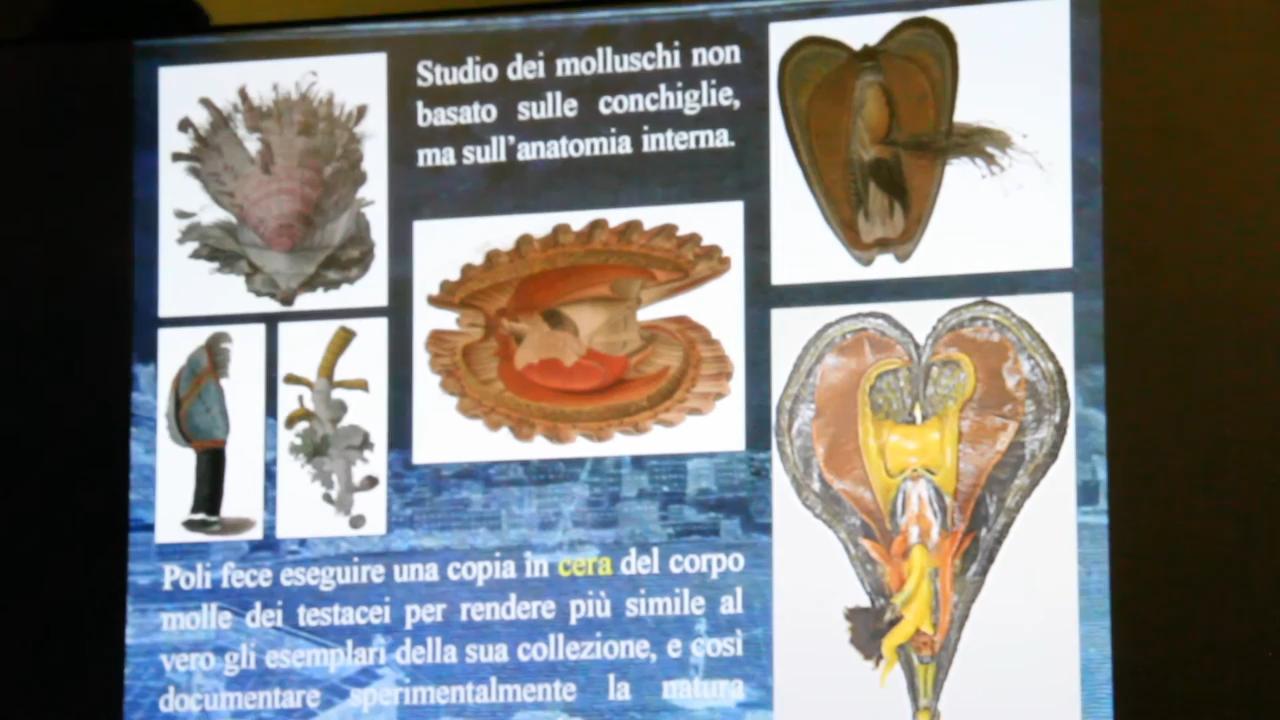 Studio dei molluschi non
basato sulle conchiglie,
ma sull'anatomia interna.
Poli fece eseguire una copia in cera del corpo
molle dei testacei per rendere più simile al
vero gli esemplari della sua collezione, e così
documentare sperimentalmente la natura